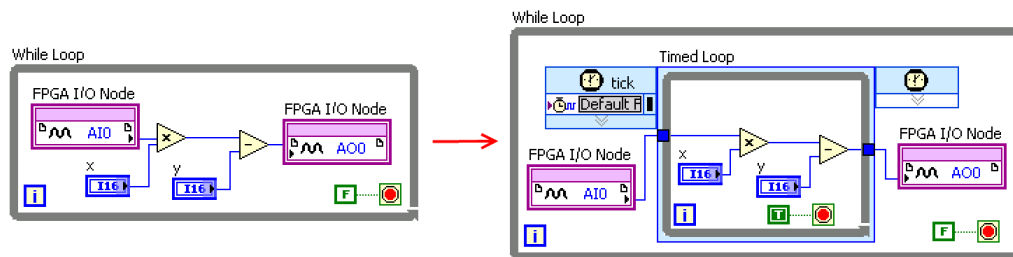 While Loop
FPGA I/O Node
AI0
x
I16
y
I16
FPGA I/O Node
AO0
i
F
While Loop
tick
Default F
Timed Loop
FPGA I/O Node
AI0
x
I16
y
I16
i
T
FPGA I/O Node
AO0
i
F